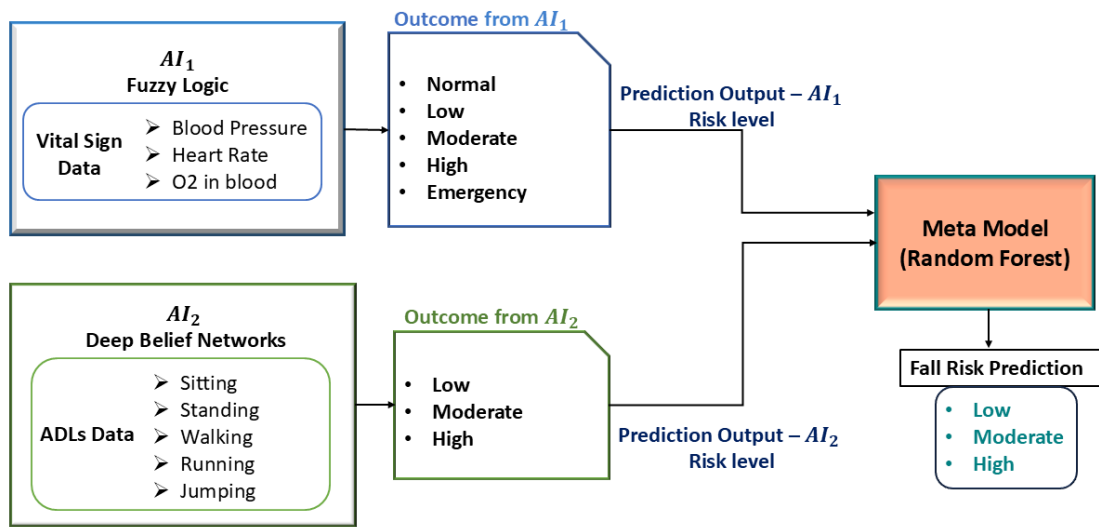 AI₁
Fuzzy Logic
Vital Sign
Data
➢ Blood Pressure
➢ Heart Rate
➢ O2 in blood
Outcome from AI₁
• Normal
• Low
• Moderate
• High
• Emergency
Prediction Output – AI₁
Risk level
AI₂
Deep Belief Networks
ADLs Data
➢ Sitting
➢ Standing
➢ Walking
➢ Running
➢ Jumping
Outcome from AI₂
• Low
• Moderate
• High
Prediction Output – AI₂
Risk level
Meta Model
(Random Forest)
Fall Risk Prediction
• Low
• Moderate
• High